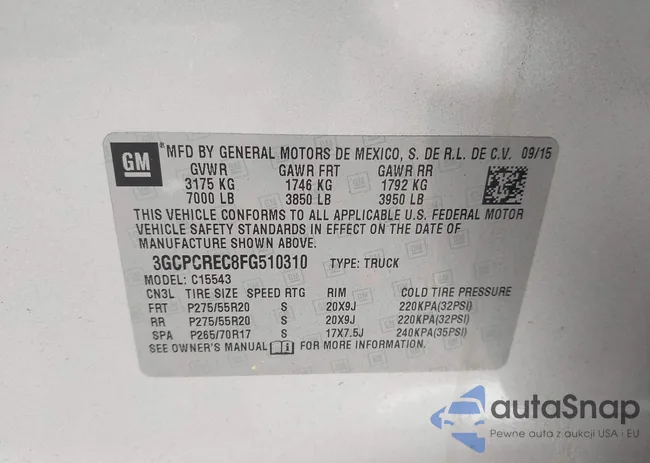 GM ®MFD BY GENERAL MOTORS DE MEXICO, S. DE R.L. DE C.V. 09/15
GVWR GAWR FRT GAWR RR
3175 KG 1746 KG 1792 KG
7000 LB 3850 LB 3950 LB
THIS VEHICLE CONFORMS TO ALL APPLICABLE U.S. FEDERAL MOTOR
VEHICLE SAFETY STANDARDS IN EFFECT ON THE DATE OF
MANUFACTURE SHOWN ABOVE.
3GCPCREC8FG510310 TYPE: TRUCK
MODEL: C15543
CN3L TIRE SIZE SPEED RTG RIM COLD TIRE PRESSURE
FRT P275/55R20 S 20X9J 220KPA(32PSI)
RR P275/55R20 S 20X9J 220KPA(32PSI)
SPA P265/70R17 S 17X7.5J 240KPA(35PSI)
SEE OWNER'S MANUAL FOR MORE INFORMATION.
autaSnap
Pewne auta z aukcji USA i EU